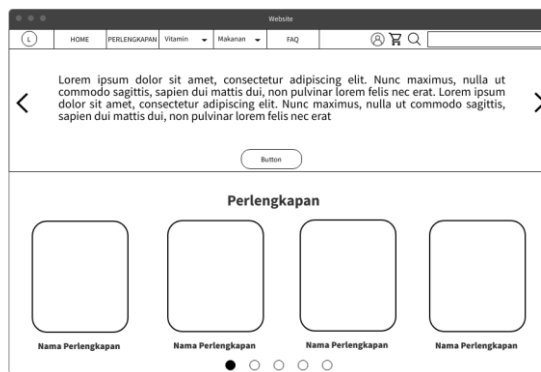 Website
L HOME PERLENGKAPAN Vitamin Makanan FAQ
Lorem ipsum dolor sit amet, consectetur adipiscing elit. Nunc maximus, nulla ut
commodo sagittis, sapien dui mattis dui, non pulvinar lorem felis nec erat. Lorem ipsum
dolor sit amet, consectetur adipiscing elit. Nunc maximus, nulla ut commodo sagittis,
sapien dui mattis dui, non pulvinar lorem felis nec erat
Button
Perlengkapan
Nama Perlengkapan Nama Perlengkapan Nama Perlengkapan Nama Perlengkapan